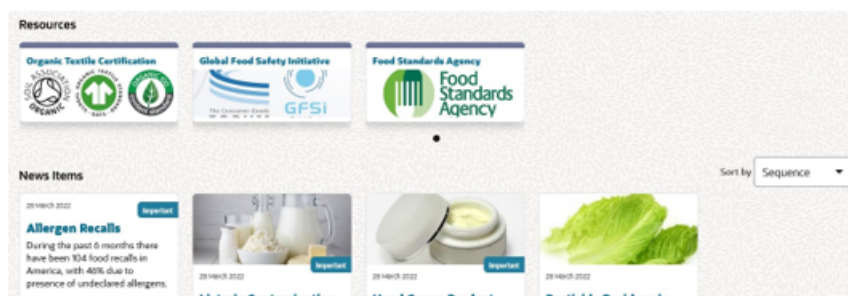 Resources
Organic Textile Certification
Global Food Safety Initiative
Food Standards Agency
SOIL ASSOCIATION
ORGANIC
The Consumer Goods
GFSi
Food
Standards
Agency
News Items
Sort by Sequence
28 March 2022
Important
Allergen Recalls
During the past 6 months there
have been 104 food recalls in
America, with 46% due to
presence of undeclared allergens.
Important
28 March 2022
Important
28 March 2022
28 March 2022